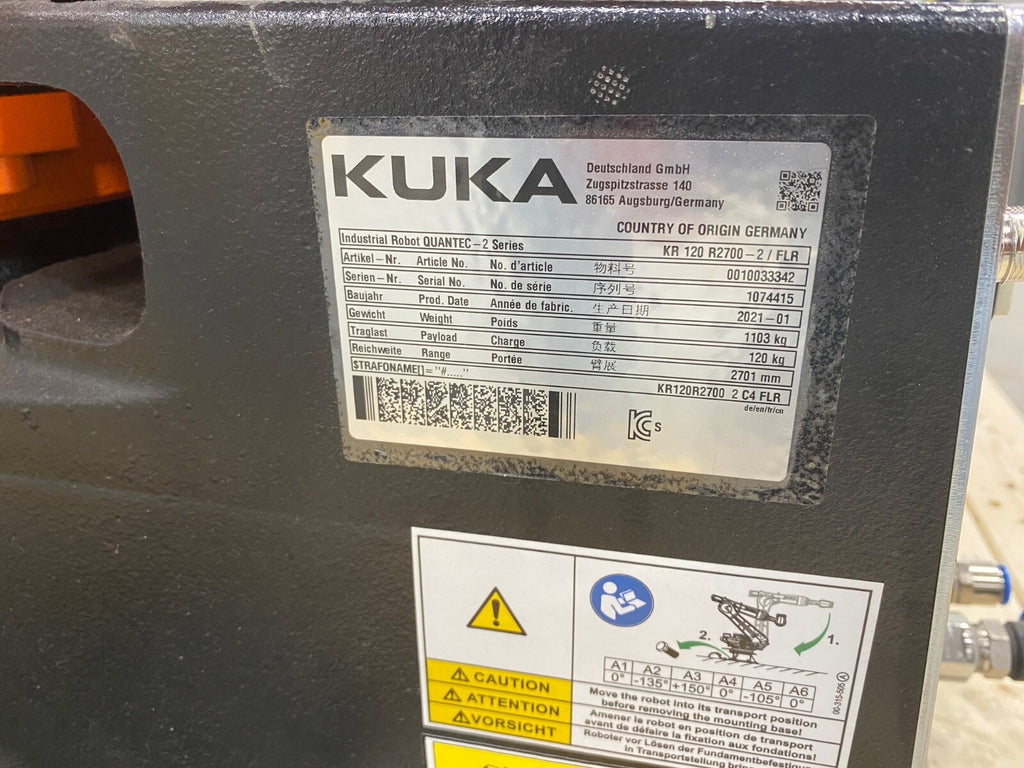 KUKA
Deutschland GmbH
Zugspitzstrasse 140
86165 Augsburg/Germany
COUNTRY OF ORIGIN GERMANY
Industrial Robot QUANTEC-2 Series KR 120 R2700-2 / FLR
Artikel-Nr. Article No. No. d'article 物料号 0010033342
Serien-Nr. Serial No. No. de série 序列号 1074415
Baujahr Prod. Date Année de fabric. 生产日期 2021-01
Gewicht Weight Poids 重量 1103 kg
Traglast Payload Charge 负载 120 kg
Reichweite Range Portée 臂展 2701 mm
$TRAFONAME[]="#....." KR120R2700 2 C4 FLR
de/en/fr/cn
KC s
2. 1.
A1 A2 A3 A4 A5 A6
0° -135° +150° 0° -105° 0°
00-315-505 A
CAUTION
ATTENTION
VORSICHT
Move the robot into its transport position
before removing the mounting base!
Amener le robot en position de transport
avant de défaire la fixation aux fondations!
Roboter vor Lösen der Fundamentbefestigung
in Transportstellung